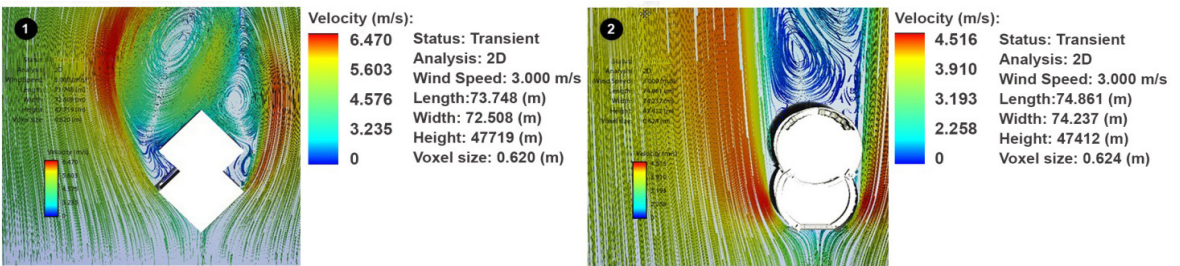 1
Velocity (m/s):
6.470
5.603
4.576
3.235
0
Status: Transient
Analysis: 2D
Wind Speed: 3.000 m/s
Length:73.748 (m)
Width: 72.508 (m)
Height: 47719 (m)
Voxel size: 0.620 (m)
2
Velocity (m/s):
4.516
3.910
3.193
2.258
0
Status: Transient
Analysis: 2D
Wind Speed: 3.000 m/s
Length:74.861 (m)
Width: 74.237 (m)
Height: 47412 (m)
Voxel size: 0.624 (m)